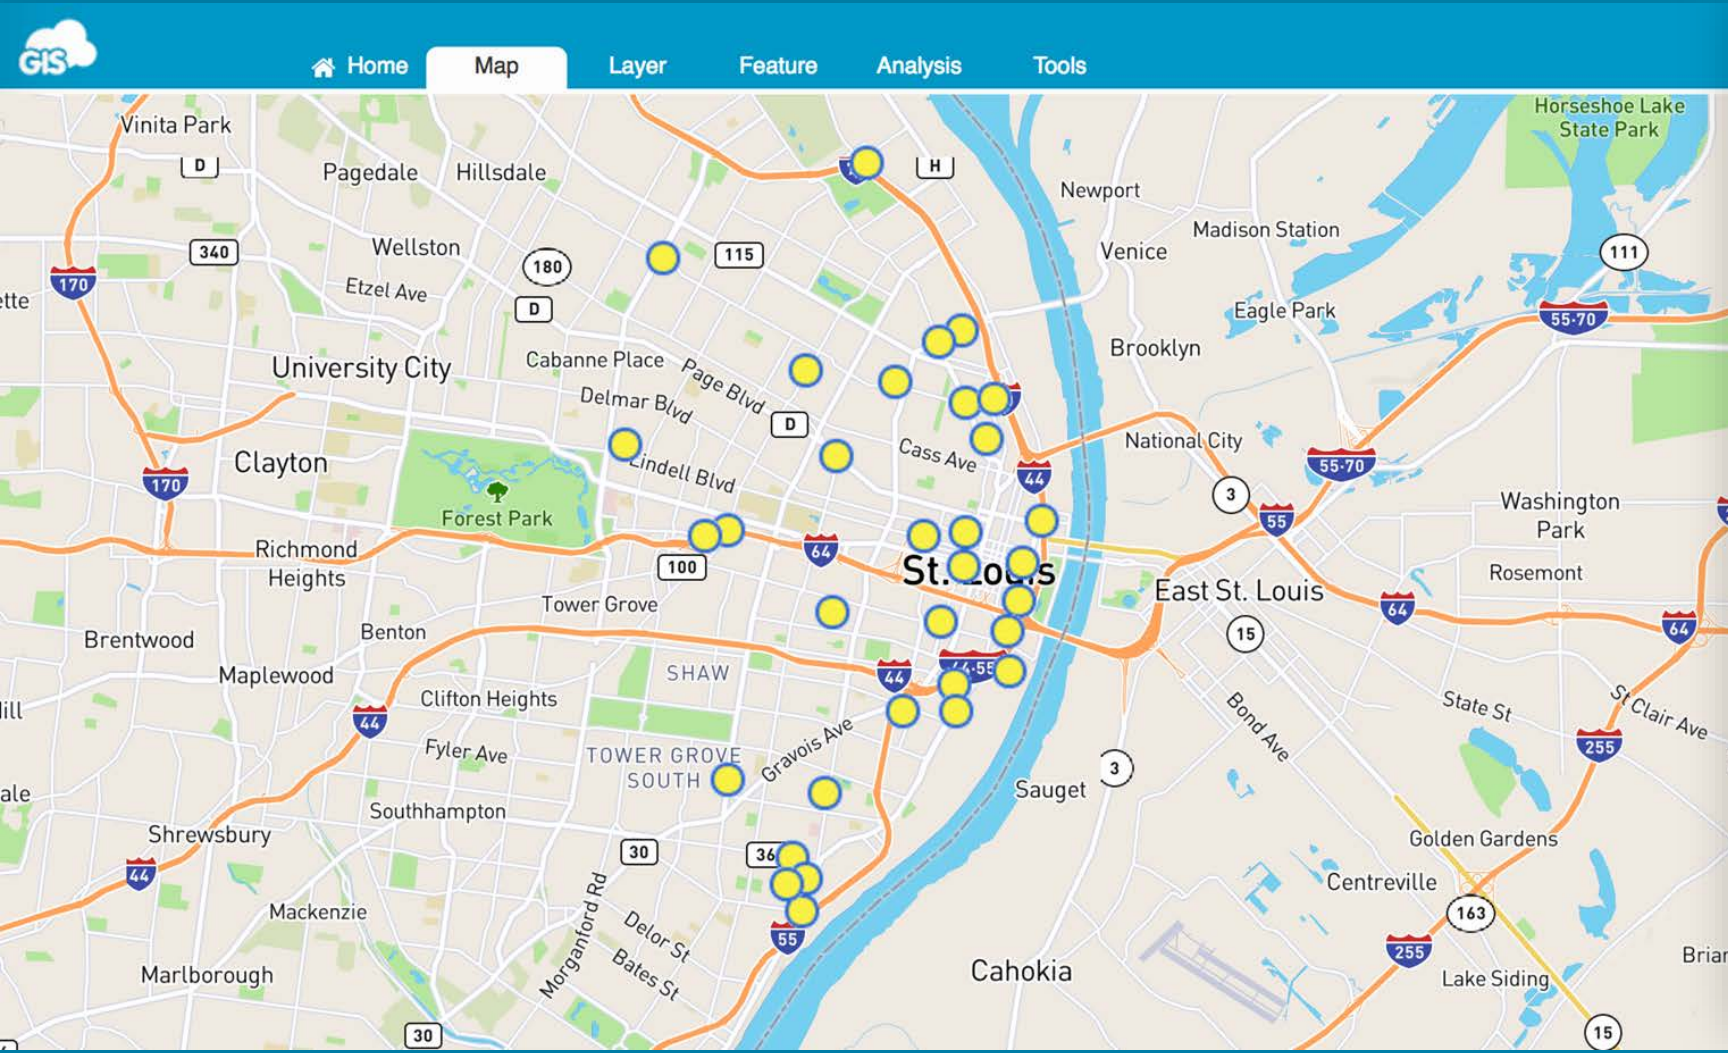 GIS
Home
Map
Layer
Feature
Analysis
Tools
Horseshoe Lake
State Park
Vinita Park
D
Pagedale
Hillsdale
H
Newport
Madison Station
Wellston
340
180
115
Venice
111
170
Etzel Ave
D
Eagle Park
55-70
University City
Cabanne Place
Page Blvd
Brooklyn
Delmar Blvd
D
Cass Ave
National City
Clayton
Lindell Blvd
44
55-70
170
3
Washington
Park
Forest Park
55
Richmond
Heights
64
100
St. Louis
Rosemont
East St. Louis
Tower Grove
64
64
Brentwood
Benton
15
Maplewood
SHAW
44
44-55
Clifton Heights
State St
St Clair Ave
44
Bond Ave
Fyler Ave
TOWER GROVE
SOUTH
Gravois Ave
255
3
Sauget
Southhampton
Shrewsbury
30
36
Golden Gardens
44
Centreville
Mackenzie
Morganford Rd
Delor St
163
55
255
Bates St
Marlborough
Cahokia
Lake Siding
30
15